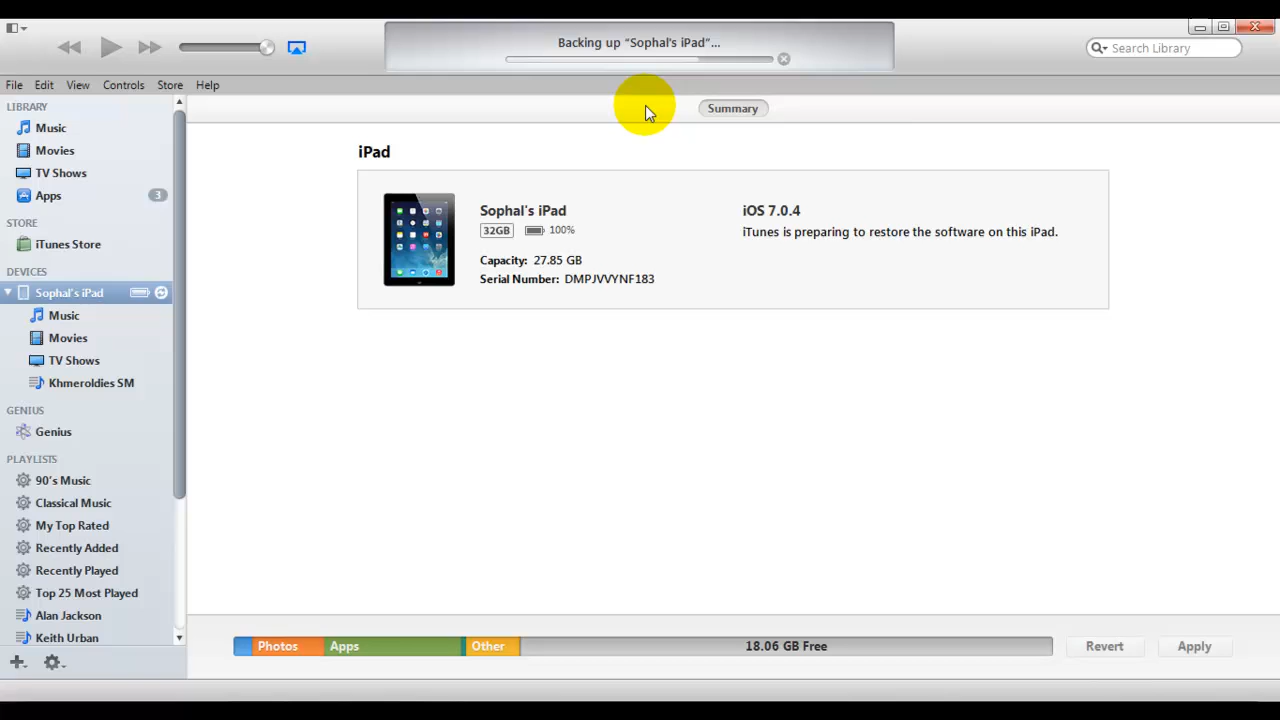 Backing up “Sophal's iPad”...
Search Library
File Edit View Controls Store Help
LIBRARY
Music
Movies
TV Shows
Apps 3
STORE
iTunes Store
DEVICES
Sophal's iPad
Music
Movies
TV Shows
Khmeroldies SM
GENIUS
Genius
PLAYLISTS
90's Music
Classical Music
My Top Rated
Recently Added
Recently Played
Top 25 Most Played
Alan Jackson
Keith Urban
Summary
iPad
Sophal's iPad
32GB 100%
Capacity: 27.85 GB
Serial Number: DMPJVVYNF183
iOS 7.0.4
iTunes is preparing to restore the software on this iPad.
Photos Apps Other 18.06 GB Free
Revert Apply